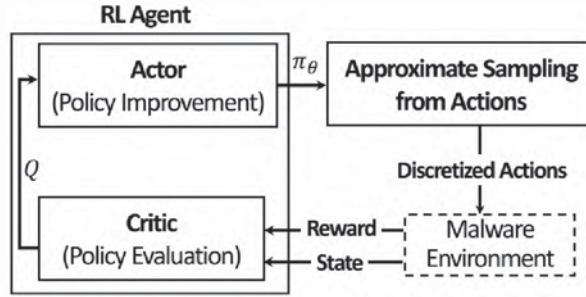 RL Agent
Actor
(Policy Improvement)
πθ
Approximate Sampling
from Actions
Q
Discretized Actions
Critic
(Policy Evaluation)
Reward
State
Malware
Environment